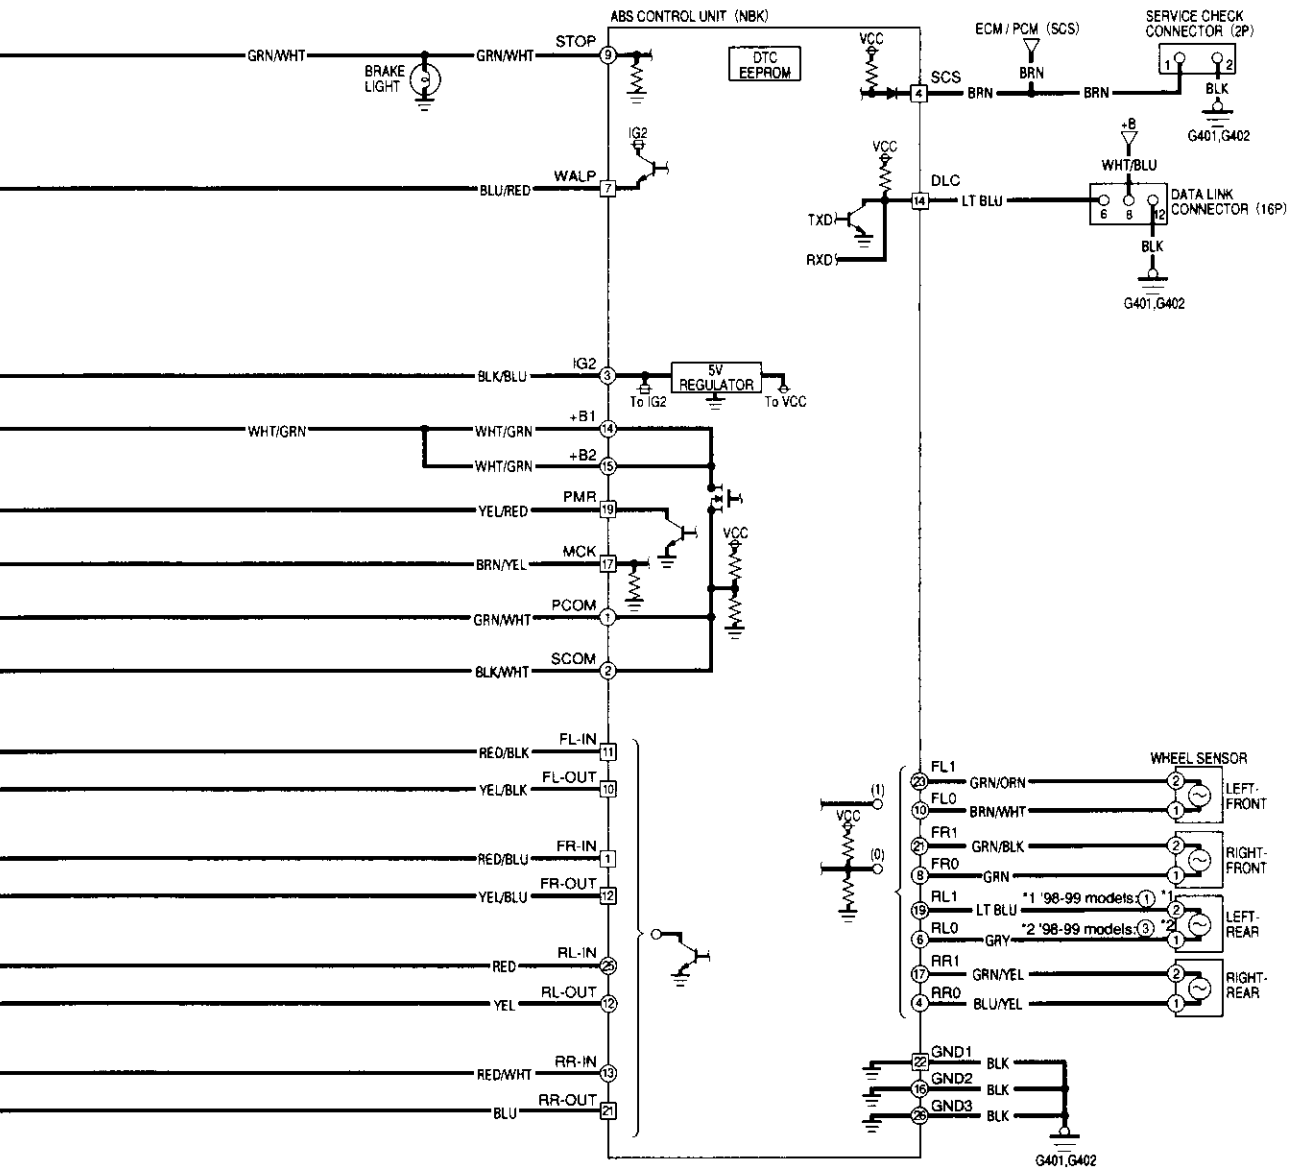 ABS CONTROL UNIT (NBK)
ECM / PCM (SCS)
SERVICE CHECK
CONNECTOR (2P)
STOP
GRN/WHT
GRN/WHT
9
BRAKE
LIGHT
DTC
EEPROM
VCC
SCS
4
BRN
BRN
BRN
1
2
BLK
G401,G402
IG2
WALP
BLU/RED
7
+B
WHT/BLU
VCC
DLC
14
LT BLU
TXD
RXD
6
8
12
DATA LINK
CONNECTOR (16P)
BLK
G401,G402
IG2
BLK/BLU
3
To IG2
5V
REGULATOR
To VCC
+B1
WHT/GRN
WHT/GRN
14
+B2
WHT/GRN
15
PMR
YEL/RED
19
VCC
MCK
BRN/YEL
17
PCOM
GRN/WHT
1
SCOM
BLK/WHT
2
FL-IN
RED/BLK
11
FL-OUT
YEL/BLK
10
FR-IN
RED/BLU
1
FR-OUT
YEL/BLU
12
RL-IN
RED
25
RL-OUT
YEL
12
RR-IN
RED/WHT
13
RR-OUT
BLU
21
(1)
VCC
(0)
WHEEL SENSOR
FL1
23
GRN/ORN
2
LEFT-
FRONT
FL0
10
BRN/WHT
1
FR1
21
GRN/BLK
2
RIGHT-
FRONT
FR0
8
GRN
1
RL1
19
LT BLU
*1 '98-99 models: 1
*1
2
LEFT-
REAR
RL0
6
GRY
*2 '98-99 models: 3
*2
1
RR1
17
GRN/YEL
2
RIGHT-
REAR
RR0
4
BLU/YEL
1
GND1
22
BLK
GND2
16
BLK
GND3
26
BLK
G401,G402